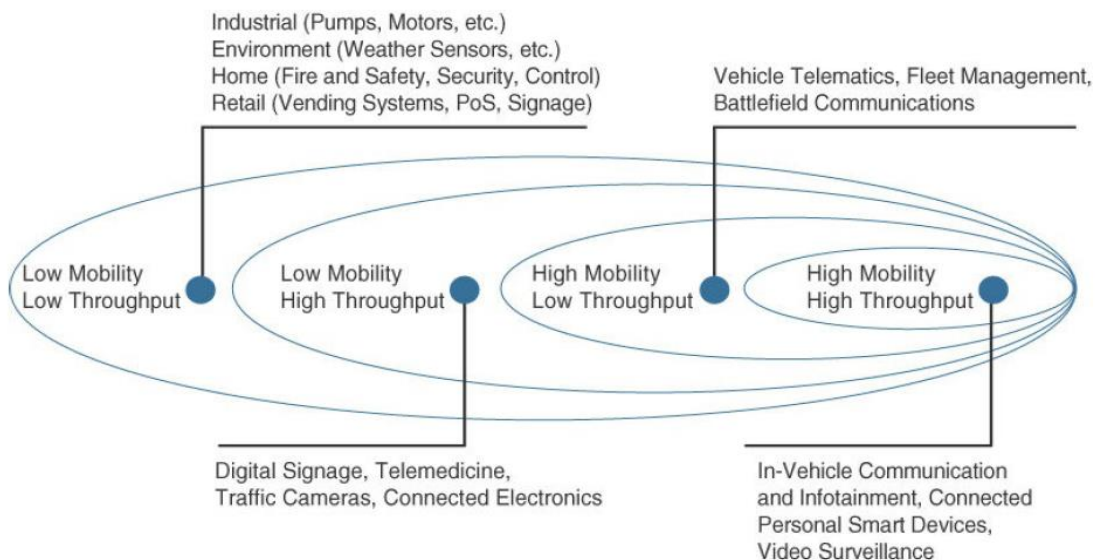 Industrial (Pumps, Motors, etc.)
Environment (Weather Sensors, etc.)
Home (Fire and Safety, Security, Control)
Retail (Vending Systems, PoS, Signage)
Vehicle Telematics, Fleet Management,
Battlefield Communications
Low Mobility
Low Throughput
Low Mobility
High Throughput
High Mobility
Low Throughput
High Mobility
High Throughput
Digital Signage, Telemedicine,
Traffic Cameras, Connected Electronics
In-Vehicle Communication
and Infotainment, Connected
Personal Smart Devices,
Video Surveillance